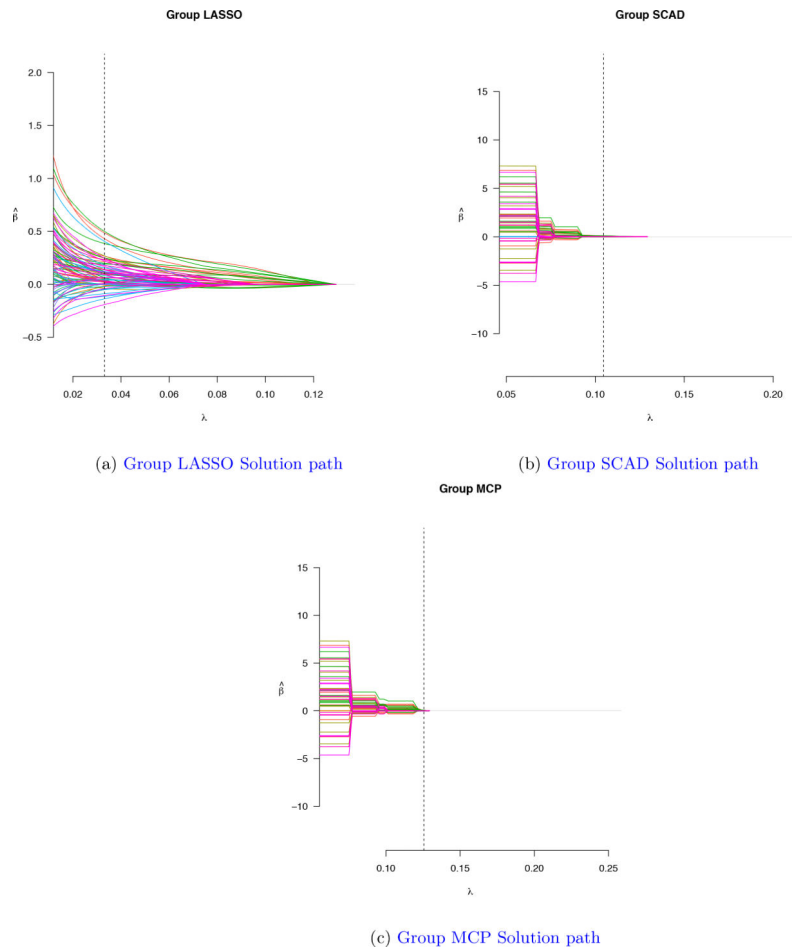 Group LASSO
2.0
1.5
1.0
0.5
0.0
−0.5
β̂
0.02 0.04 0.06 0.08 0.10 0.12
λ
(a) Group LASSO Solution path
Group SCAD
15
10
5
0
−5
−10
β̂
0.05 0.10 0.15 0.20
λ
(b) Group SCAD Solution path
Group MCP
15
10
5
0
−5
−10
β̂
0.10 0.15 0.20 0.25
λ
(c) Group MCP Solution path